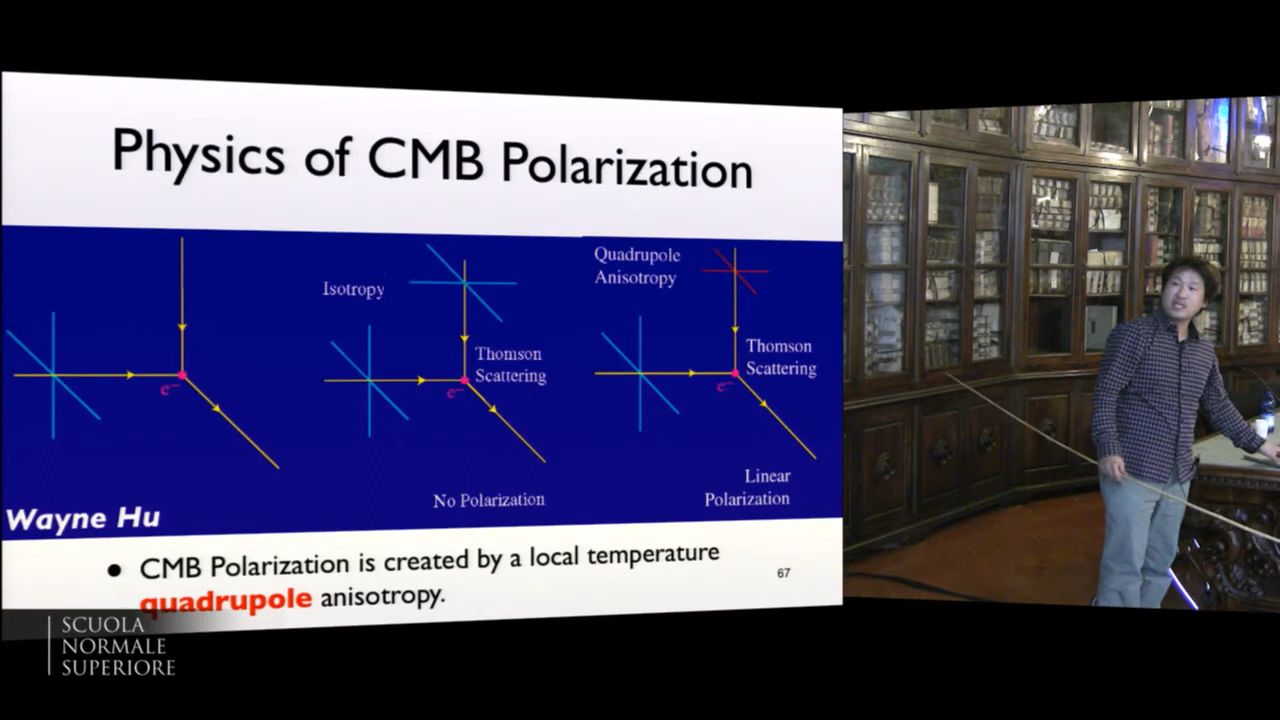 Physics of CMB Polarization
Isotropy
Thomson
Scattering
e−
e−
No Polarization
Quadrupole
Anisotropy
Thomson
Scattering
e−
Linear
Polarization
Wayne Hu
● CMB Polarization is created by a local temperature
quadrupole anisotropy.
67
SCUOLA
NORMALE
SUPERIORE